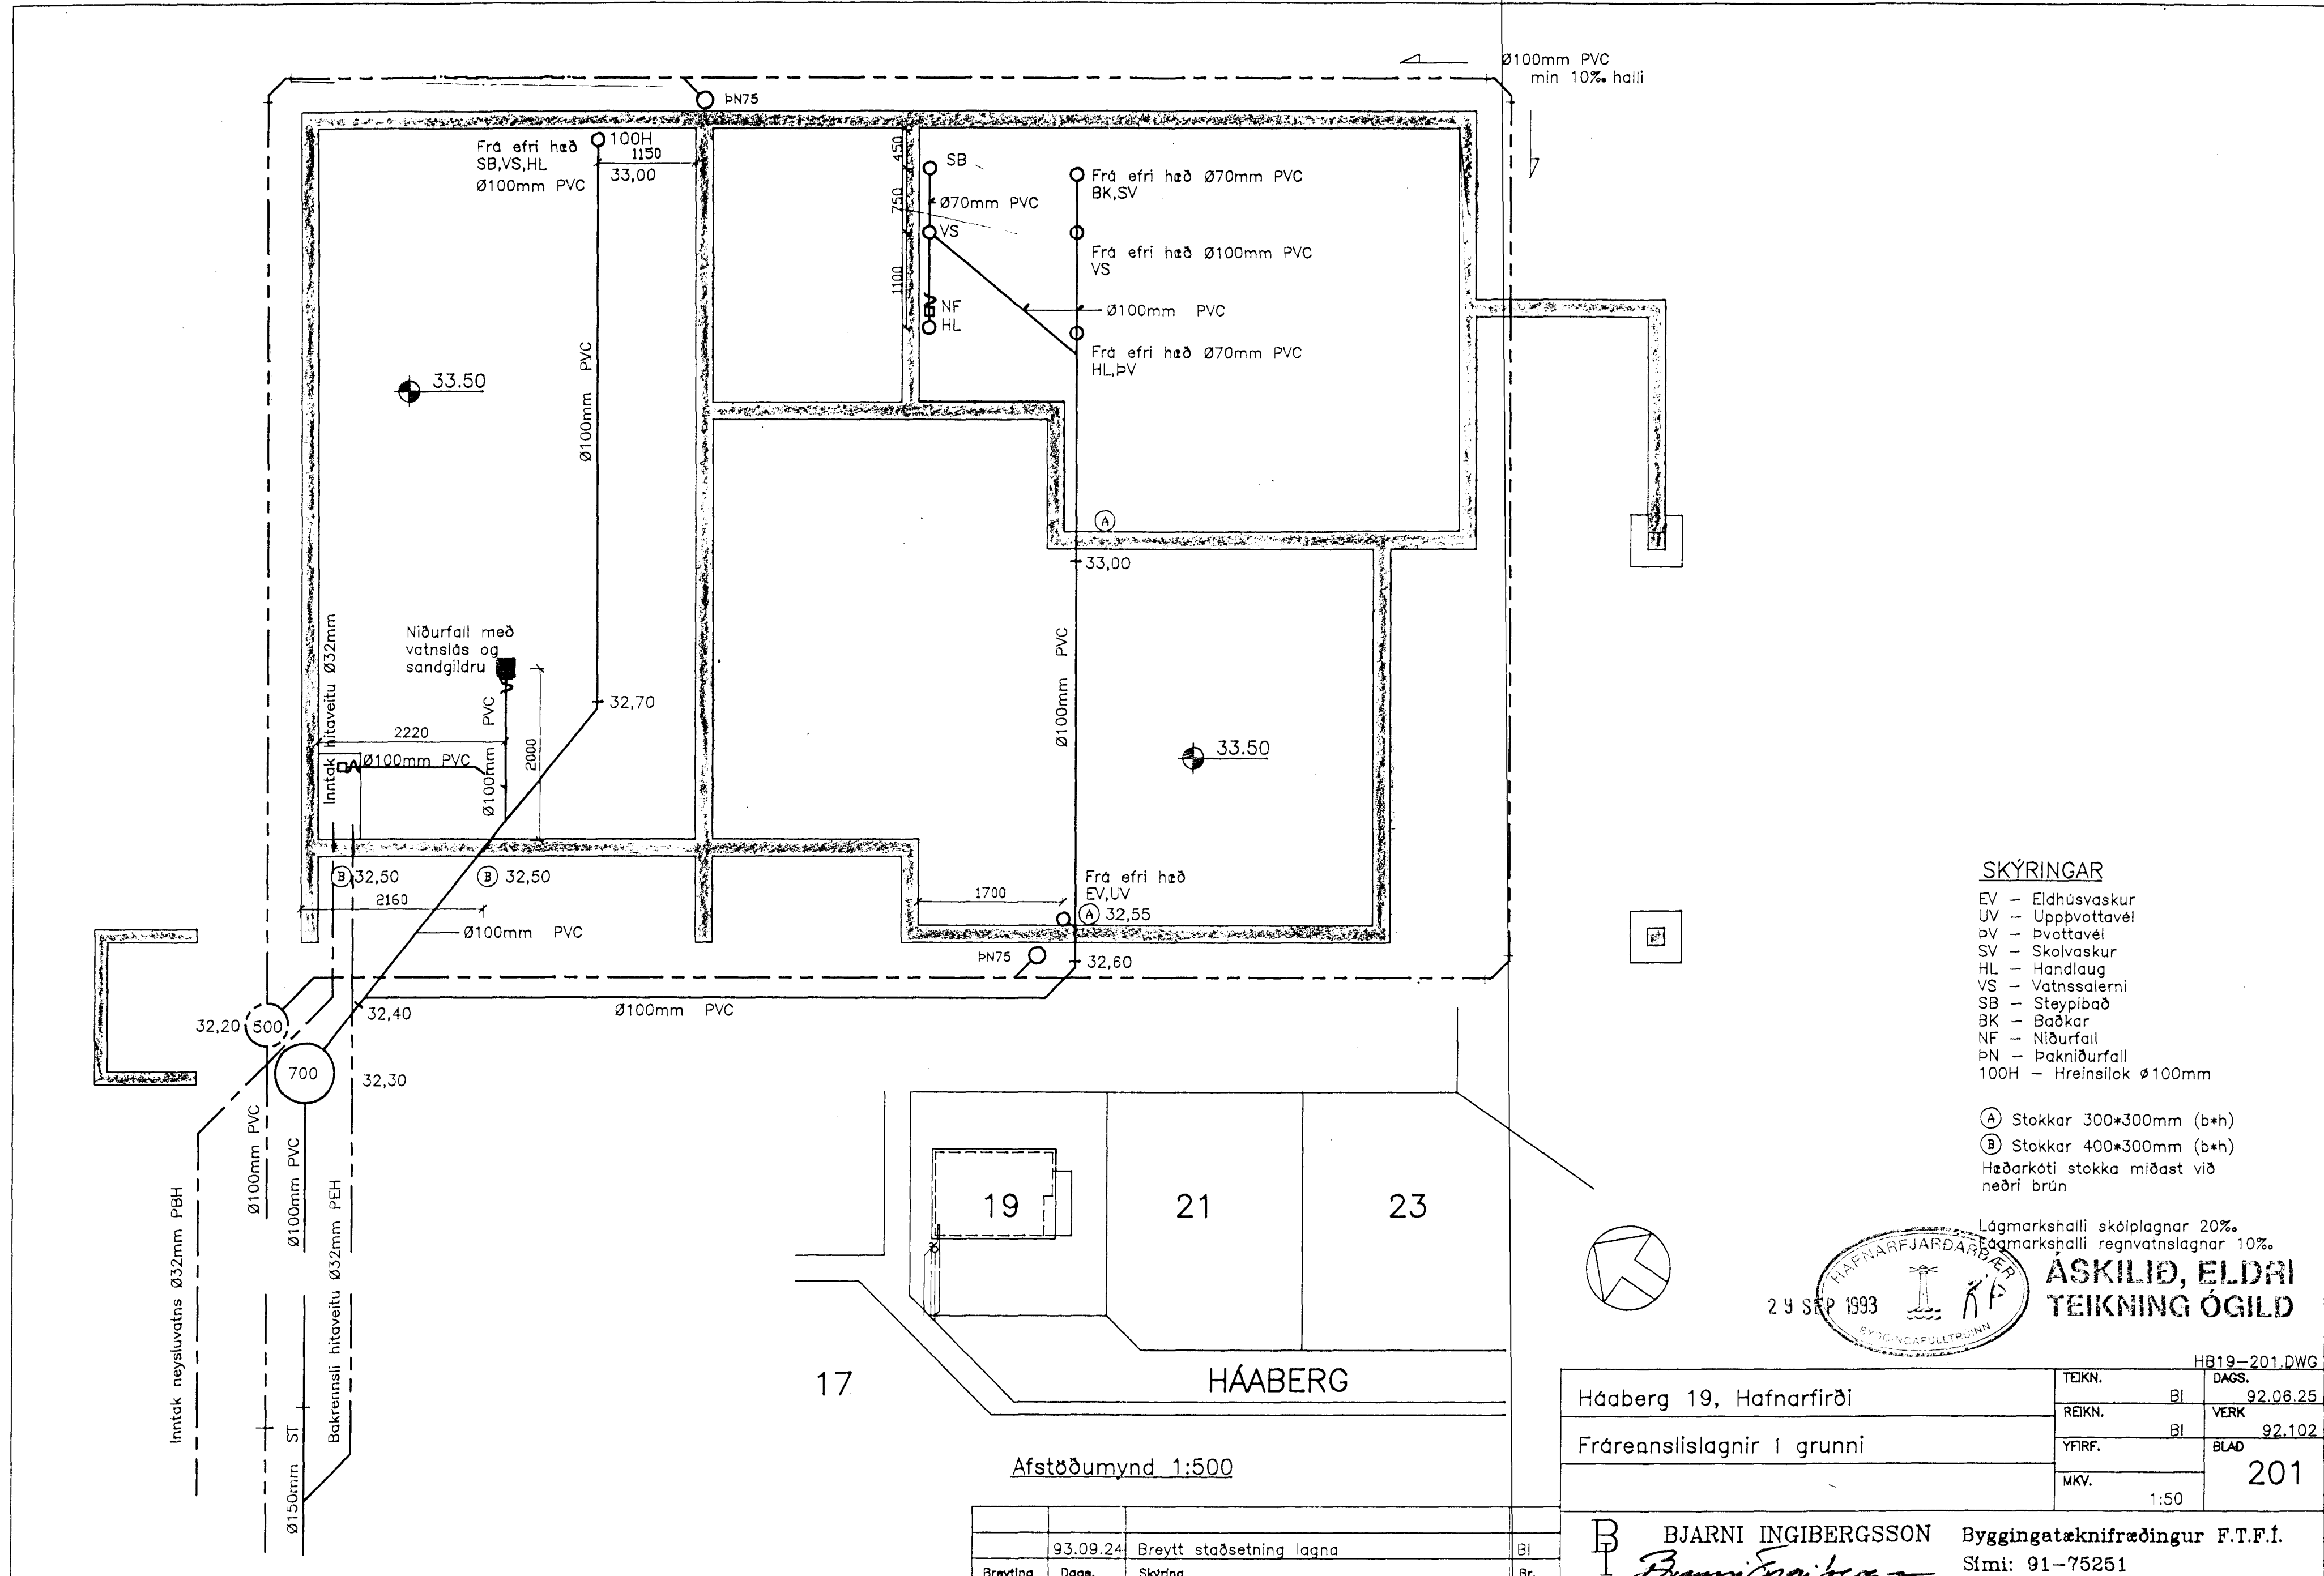 Ø100mm PVC
min 10‰ halli
ÞN75
Frá efri hæð
SB,VS,HL
Ø100mm PVC
100H
1150
33,00
450
750
1100
SB
Ø70mm PVC
VS
NF
HL
Frá efri hæð Ø70mm PVC
BK,SV
Frá efri hæð Ø100mm PVC
VS
Ø100mm PVC
Frá efri hæð Ø70mm PVC
HL,ÞV
33.50
Ø100mm PVC
A
33,00
Inntak hitaveitu Ø32mm
Niðurfall með
vatnslás og
sandgildru
32,70
2220
Ø100mm PVC
Ø100mm PVC
2000
Ø100mm PVC
33.50
B 32,50
B 32,50
2160
Ø100mm PVC
1700
Frá efri hæð
EV,UV
A 32,55
ÞN75
32,60
32,20
500
32,40
Ø100mm PVC
700
32,30
Inntak neysluvatns Ø32mm PBH
Ø100mm PVC
Ø100mm PVC
Bakrennsli hitaveitu Ø32mm PEH
Ø150mm ST
19
21
23
17
HÁABERG
Afstöðumynd 1:500
SKÝRINGAR
EV – Eldhúsvaskur
UV – Uppþvottavél
ÞV – Þvottavél
SV – Skolvaskur
HL – Handlaug
VS – Vatnssalerni
SB – Steypibað
BK – Baðkar
NF – Niðurfall
ÞN – Þakniðurfall
100H – Hreinsilok Ø100mm
A Stokkar 300*300mm (b*h)
B Stokkar 400*300mm (b*h)
Hæðarkóti stokka miðast við
neðri brún
Lágmarkshalli skólplagnar 20‰
Lágmarkshalli regnvatnslagnar 10‰
HAFNARFJARÐARBÆR
BYGGINGAFULLTRÚINN
29 SEP 1993
ÁSKILIÐ, ELDRI
TEIKNING ÓGILD
HB19–201.DWG
Háaberg 19, Hafnarfirði
Frárennslislagnir í grunni
TEIKN.
BI
DAGS.
92.06.25
REIKN.
BI
VERK
92.102
YFIRF.
BLAÐ
201
MKV.
1:50
93.09.24 Breytt staðsetning lagna BI
Breyting Dags. Skýring Br.
BI
BJARNI INGIBERGSSON Byggingatæknifræðingur F.T.F.Í.
Sími: 91–75251
Bjarni Ingibergsson